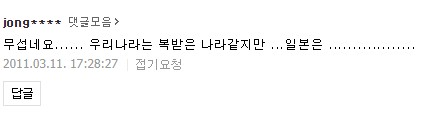 jong**** 댓글모음>
무섭네요...... 우리나라는 복받은 나라같지만 ...일본은 ..................
2011.03.11. 17:28:27 | 접기요청
답글